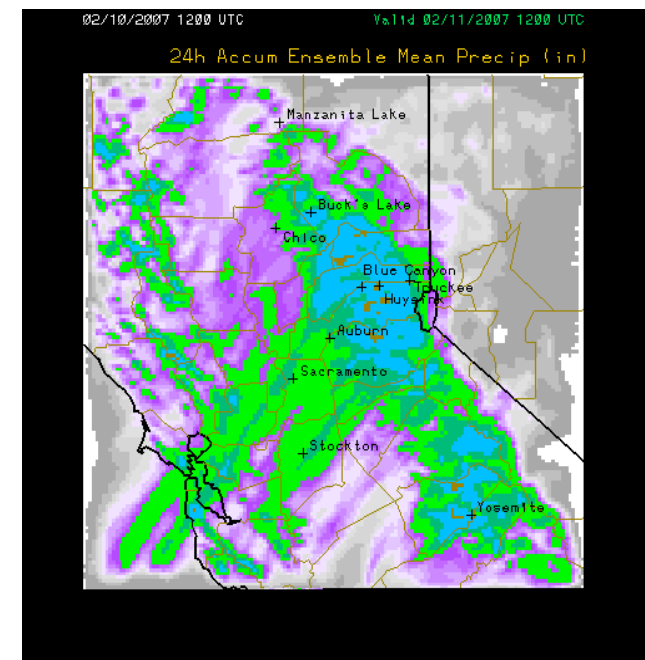 02/10/2007 1200 UTC Valid 02/11/2007 1200 UTC
24h Accum Ensemble Mean Precip (in)
Manzanita Lake
Buck's Lake
Chico
Blue Canyon
Truckee
Huysink
Auburn
Sacramento
Stockton
Yosemite